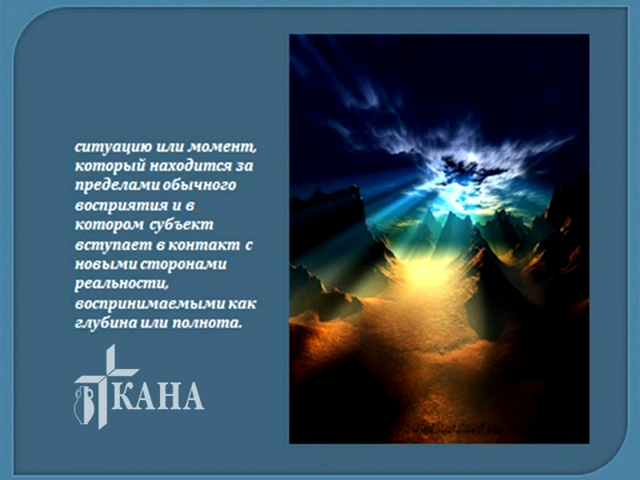 ситуацию или момент,
который находится за
пределами обычного
восприятия и в
котором субъект
вступает в контакт с
новыми сторонами
реальности,
воспринимаемыми как
глубина или полнота.
КАНА